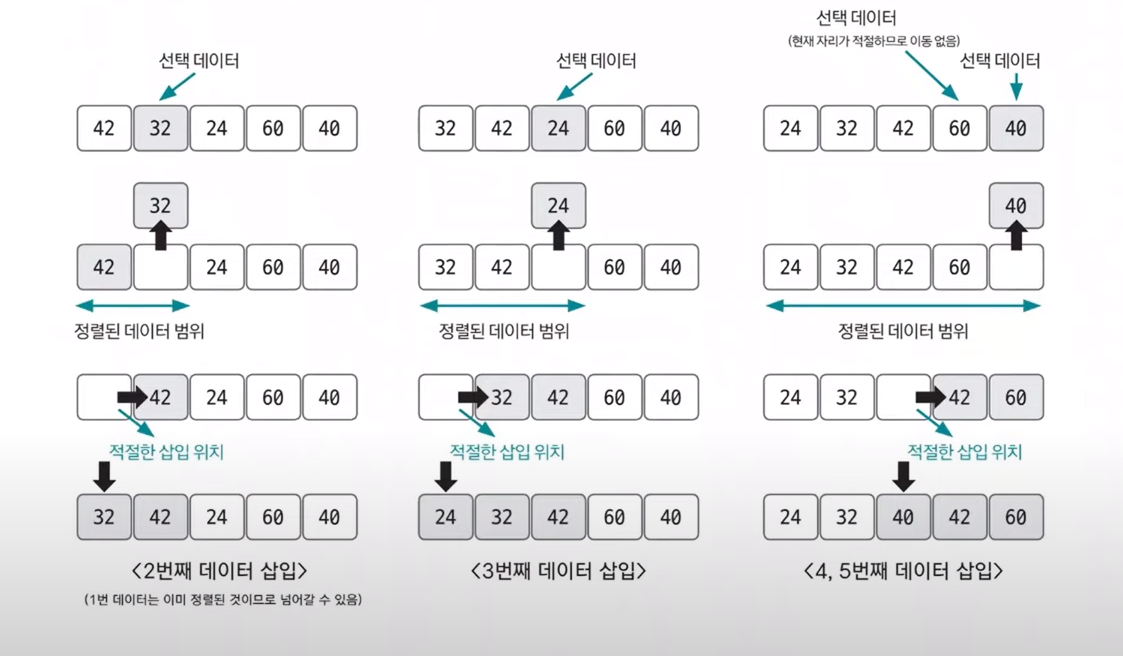 선택 데이터
42 32 24 60 40
32
42 24 60 40
정렬된 데이터 범위
42 24 60 40
적절한 삽입 위치
32 42 24 60 40
<2번째 데이터 삽입>
(1번 데이터는 이미 정렬된 것이므로 넘어갈 수 있음)
선택 데이터
32 42 24 60 40
24
32 42 60 40
정렬된 데이터 범위
32 42 60 40
적절한 삽입 위치
24 32 42 60 40
<3번째 데이터 삽입>
선택 데이터
(현재 자리가 적절하므로 이동 없음)
선택 데이터
24 32 42 60 40
40
24 32 42 60
정렬된 데이터 범위
24 32 42 60
적절한 삽입 위치
24 32 40 42 60
<4, 5번째 데이터 삽입>